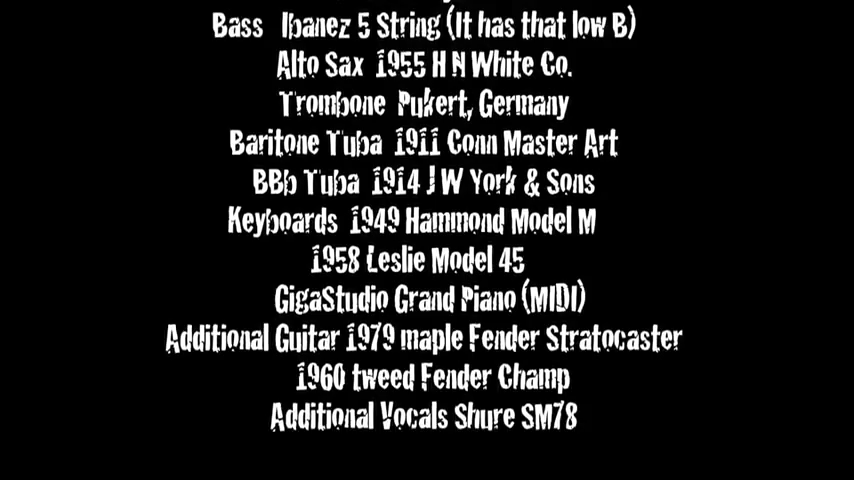 Bass Ibanez 5 String (It has that low B)
Alto Sax 1955 H N White Co.
Trombone Pukert, Germany
Baritone Tuba 1911 Conn Master Art
BBb Tuba 1914 J W York & Sons
Keyboards 1949 Hammond Model M
1958 Leslie Model 45
GigaStudio Grand Piano (MIDI)
Additional Guitar 1979 maple Fender Stratocaster
1960 tweed Fender Champ
Additional Vocals Shure SM78